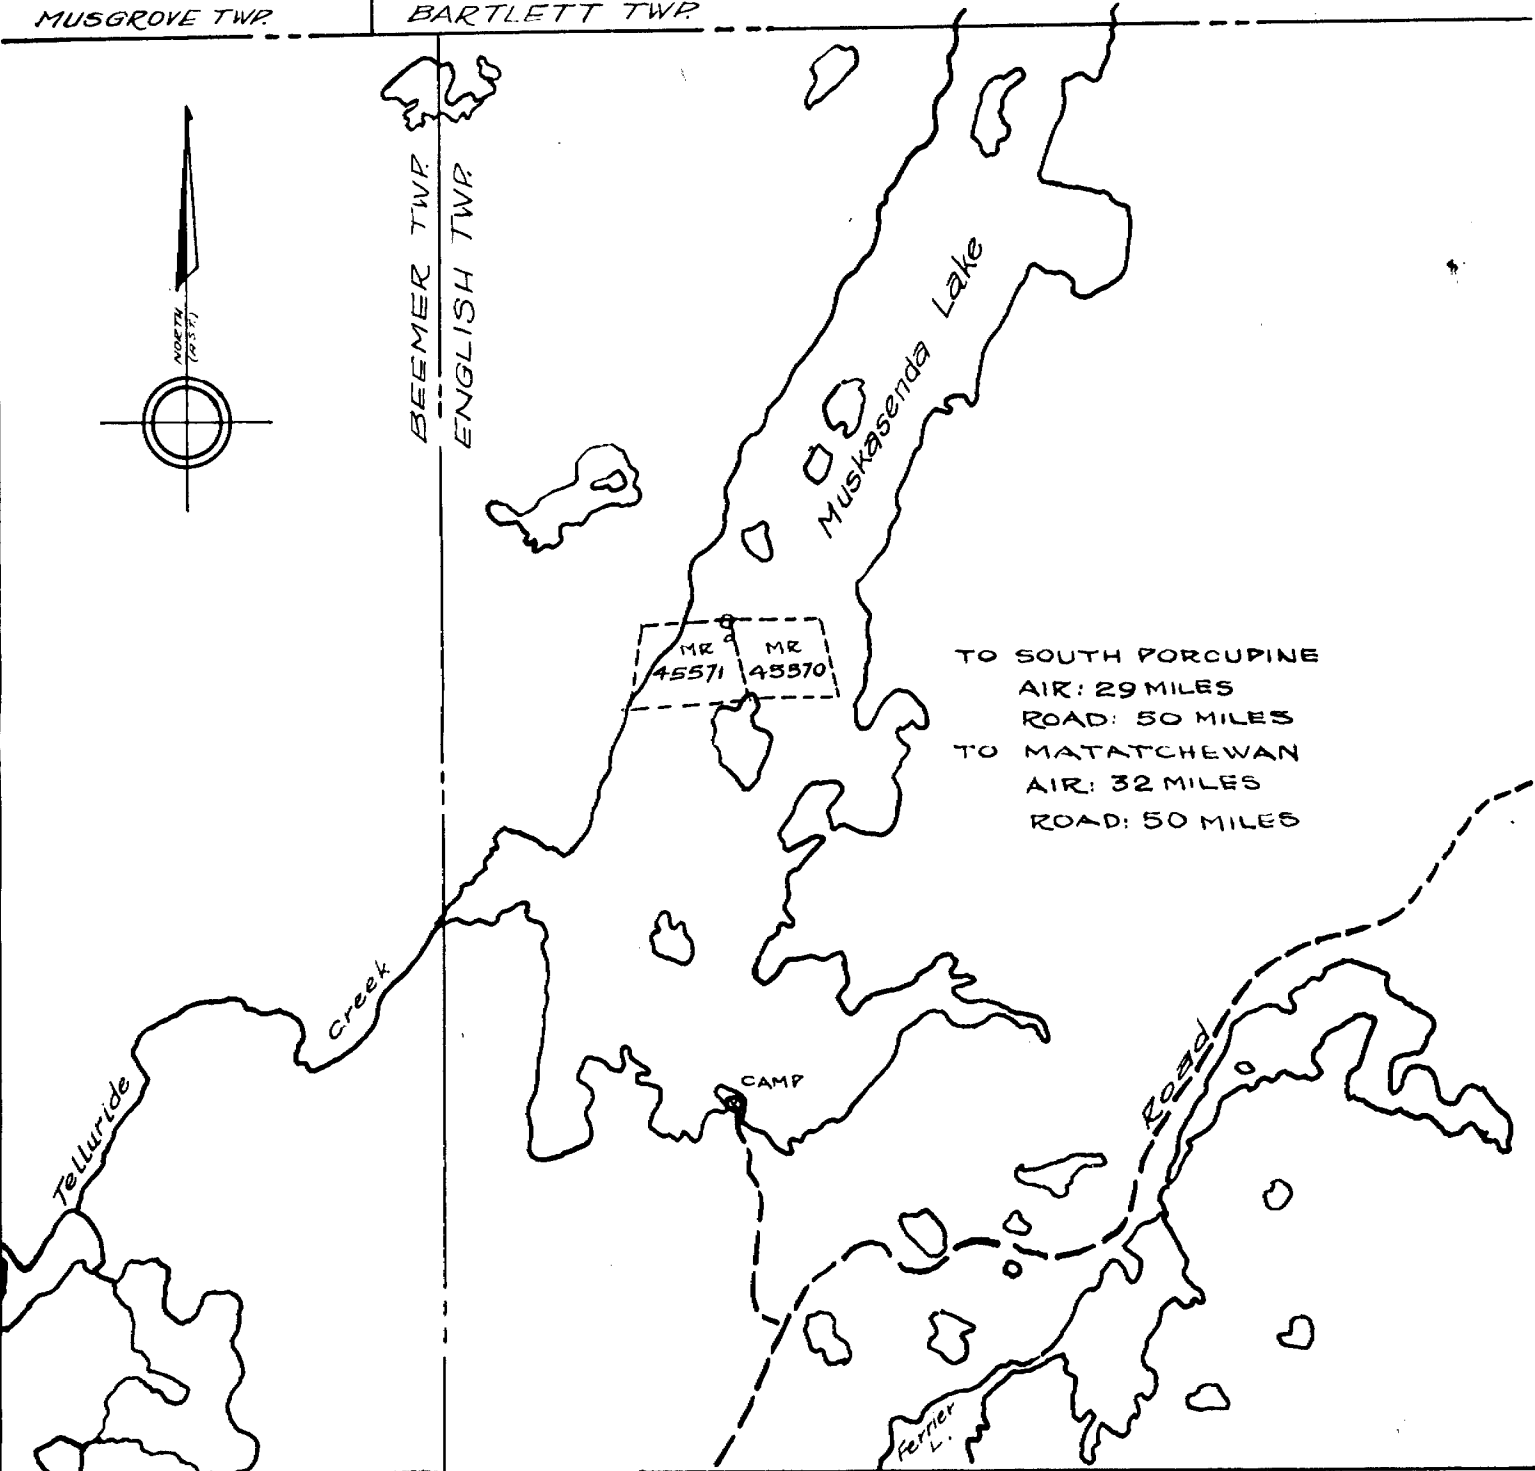 MUSGROVE TWP.
BARTLETT TWP.
BEEMER TWP.
ENGLISH TWP.
NORTH
(AST.)
Muskasenda Lake
MR
45571
MR
45570
TO SOUTH PORCUPINE
AIR: 29 MILES
ROAD: 50 MILES
TO MATATCHEWAN
AIR: 32 MILES
ROAD: 50 MILES
Telluride Creek
CAMP
Road
Ferrier
L.